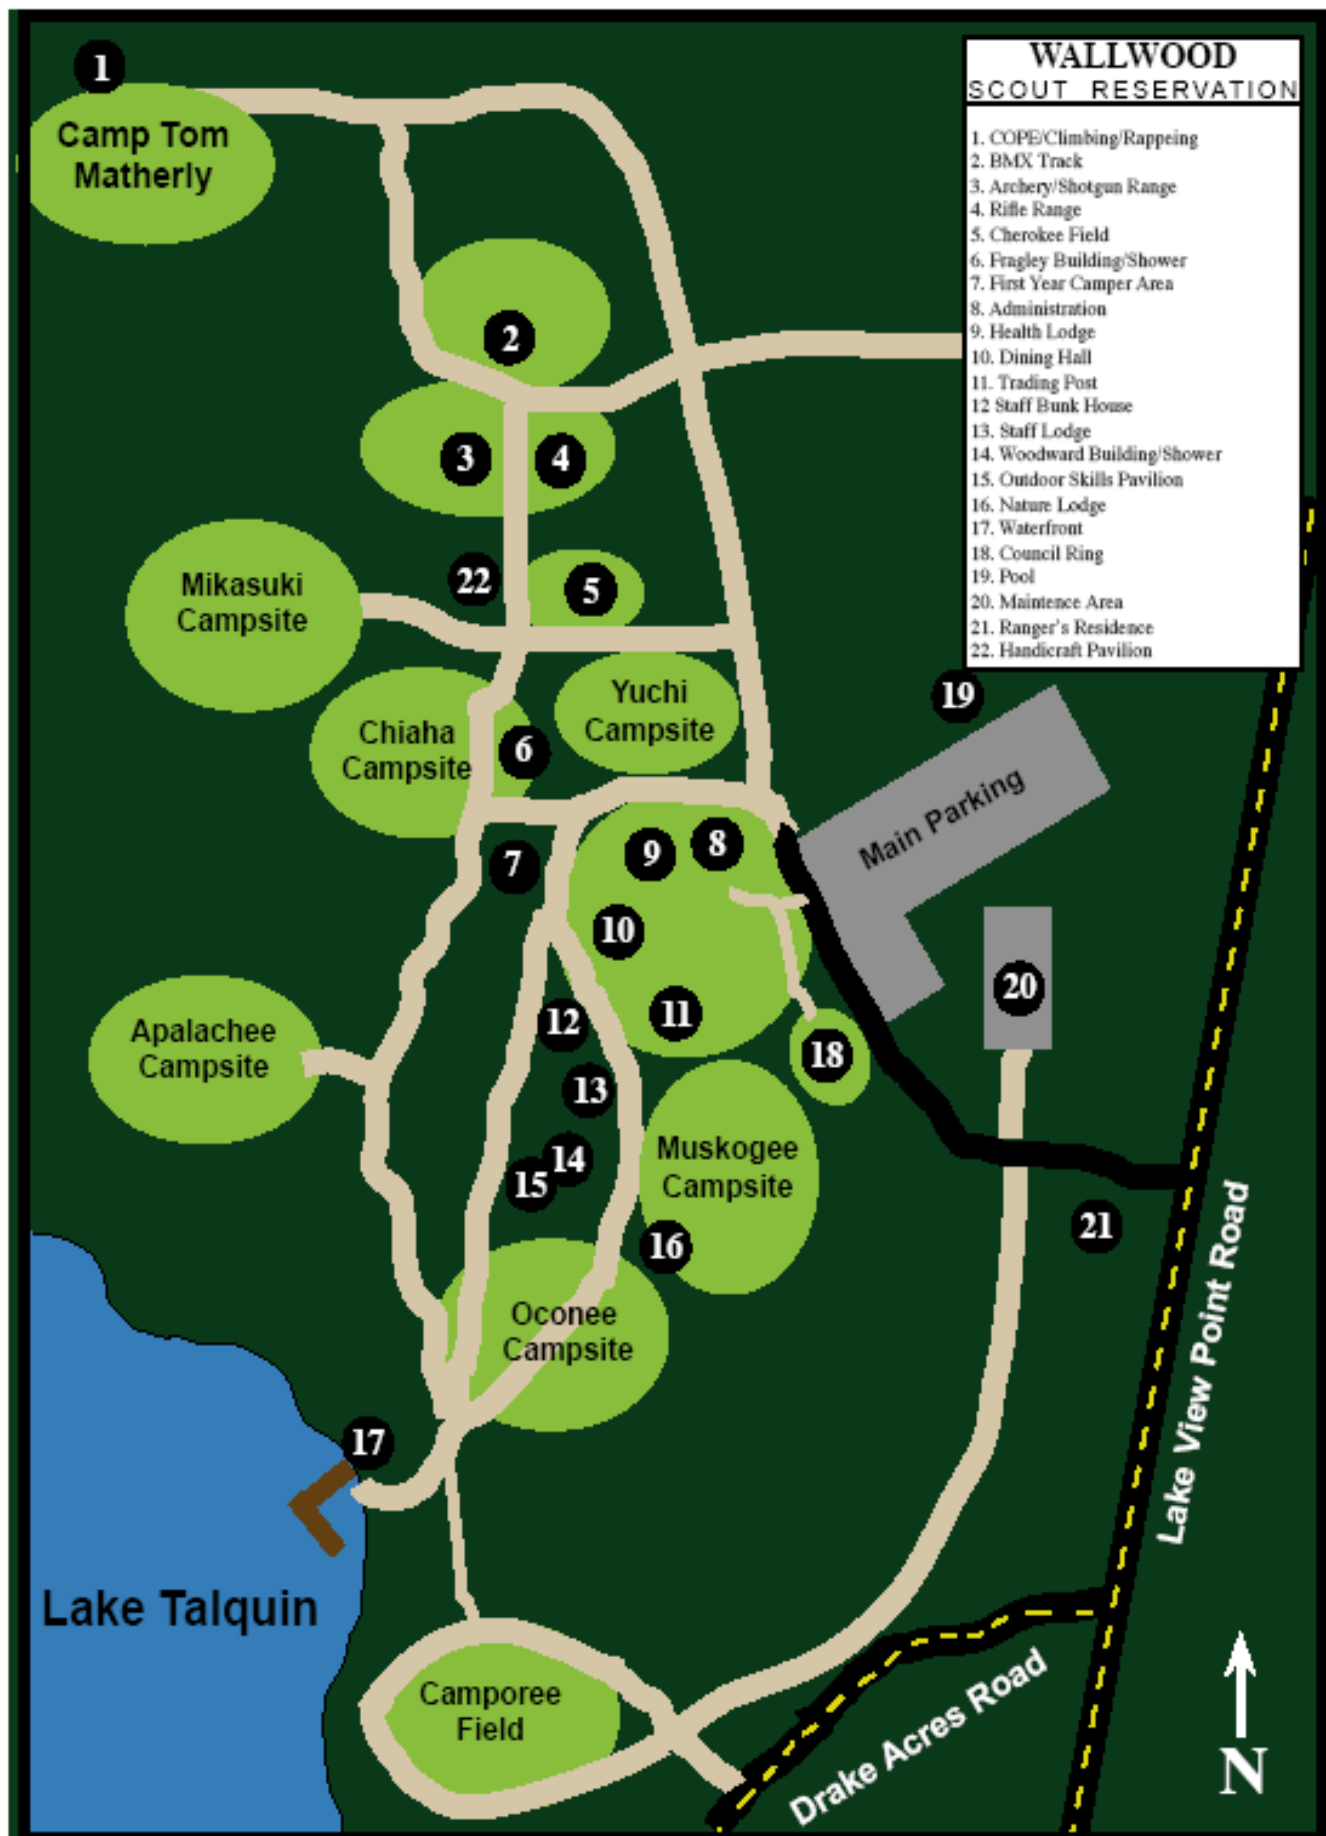 WALLWOOD
SCOUT RESERVATION
1. COPE/Climbing/Rappeing
2. BMX Track
3. Archery/Shotgun Range
4. Rifle Range
5. Cherokee Field
6. Fragley Building/Shower
7. First Year Camper Area
8. Administration
9. Health Lodge
10. Dining Hall
11. Trading Post
12 Staff Bunk House
13. Staff Lodge
14. Woodward Building/Shower
15. Outdoor Skills Pavilion
16. Nature Lodge
17. Waterfront
18. Council Ring
19. Pool
20. Maintence Area
21. Ranger's Residence
22. Handicraft Pavilion
1
Camp Tom
Matherly
2
3
4
22
5
Mikasuki
Campsite
Yuchi
Campsite
Chiaha
Campsite
6
19
Main Parking
7
9
8
10
11
12
18
20
Apalachee
Campsite
13
14
15
Muskogee
Campsite
16
21
Oconee
Campsite
17
Lake View Point Road
Lake Talquin
Camporee
Field
Drake Acres Road
N